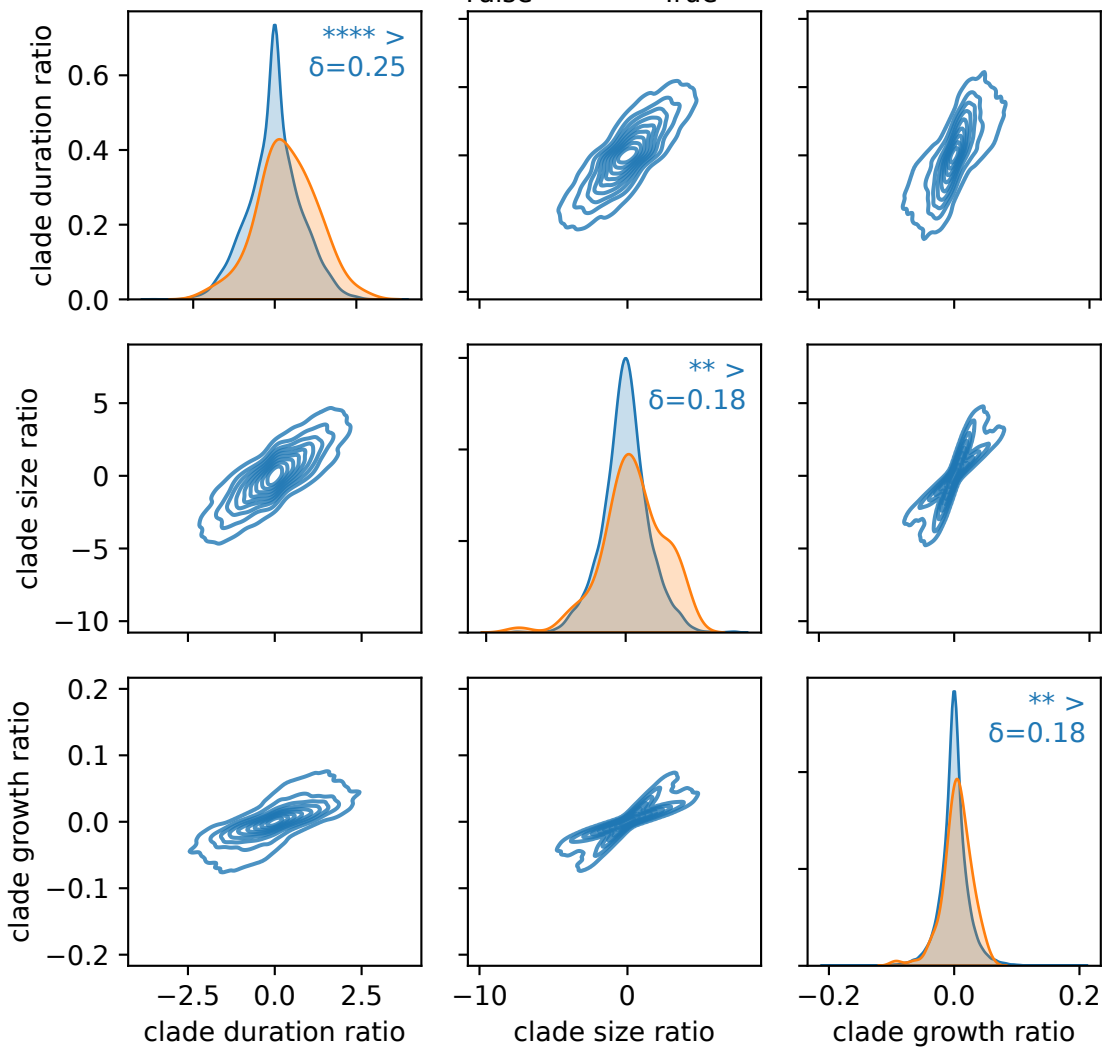 clade duration ratio
0.6
0.4
0.2
0.0
**** >
δ=0.25
clade size ratio
5
0
−5
−10
** >
δ=0.18
clade growth ratio
0.2
0.1
0.0
−0.1
−0.2
** >
δ=0.18
−2.5 0.0 2.5
−10 0
−0.2 0.0 0.2
clade duration ratio
clade size ratio
clade growth ratio